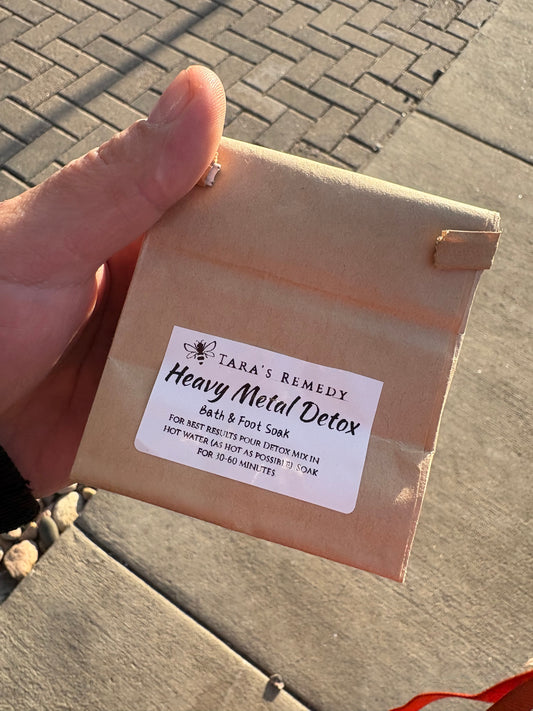 TARA'S REMEDY
Heavy Metal Detox
Bath & Foot Soak
FOR BEST RESULTS POUR DETOX MIX IN
HOT WATER (AS HOT AS POSSIBLE) SOAK
FOR 30-60 MINUTES